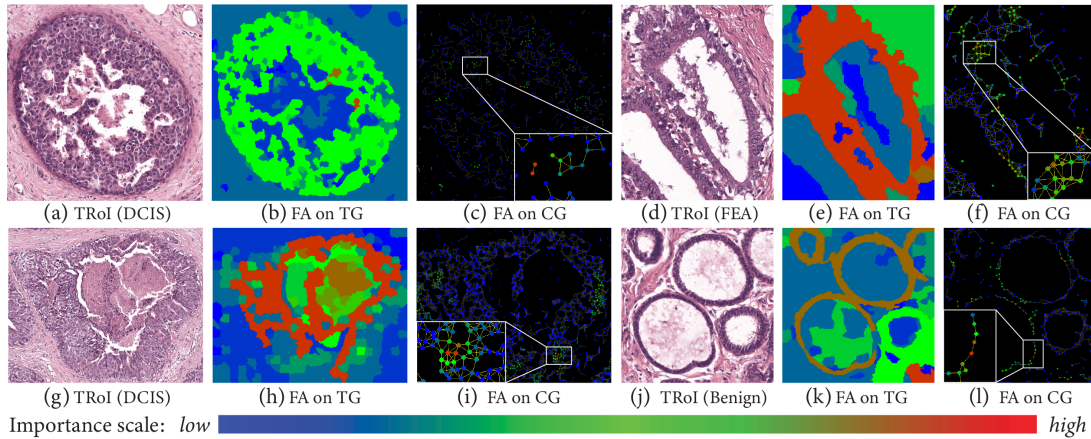 (a) TRoI (DCIS) (b) FA on TG (c) FA on CG (d) TRoI (FEA) (e) FA on TG (f) FA on CG
(g) TRoI (DCIS) (h) FA on TG (i) FA on CG (j) TRoI (Benign) (k) FA on TG (l) FA on CG
Importance scale: low high